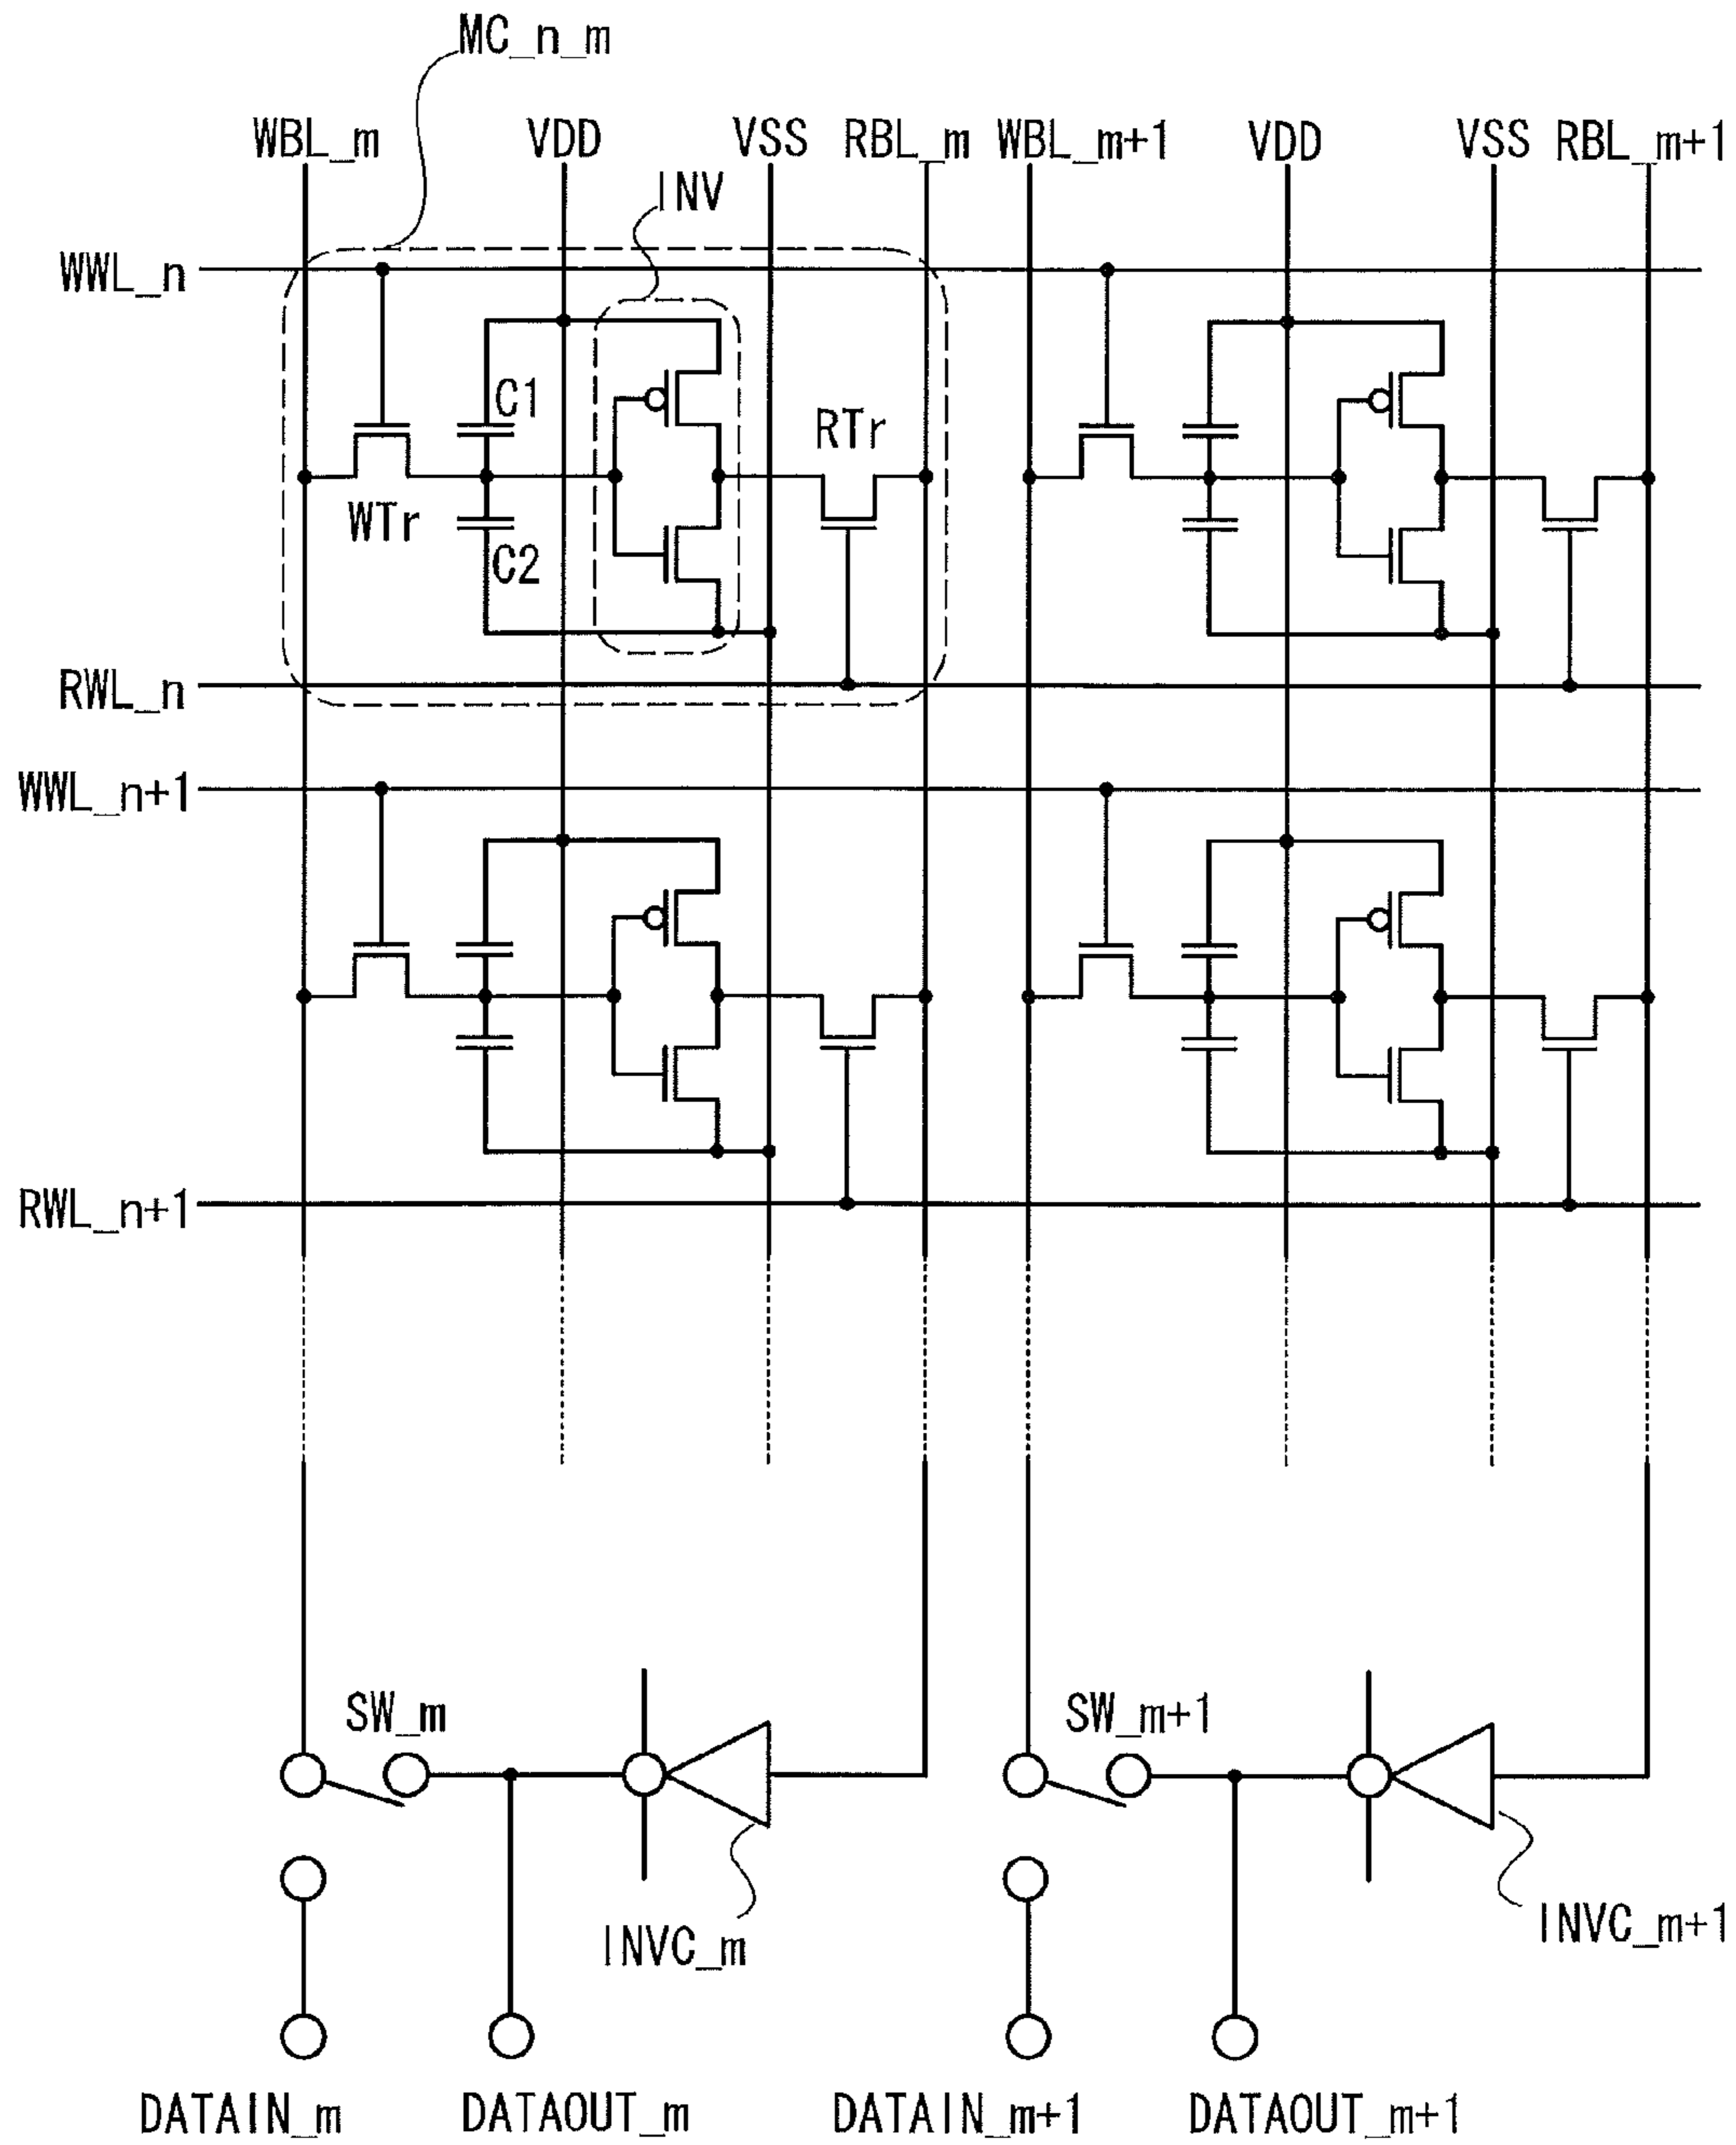 MC_n_m
WBL_m VDD VSS RBL_m WBL_m+1 VDD VSS RBL_m+1
INV
WWL_n
C1
RTr
WTr
C2
RWL_n
WWL_n+1
RWL_n+1
SW_m
SW_m+1
INVC_m
INVC_m+1
DATAIN_m DATAOUT_m DATAIN_m+1 DATAOUT_m+1